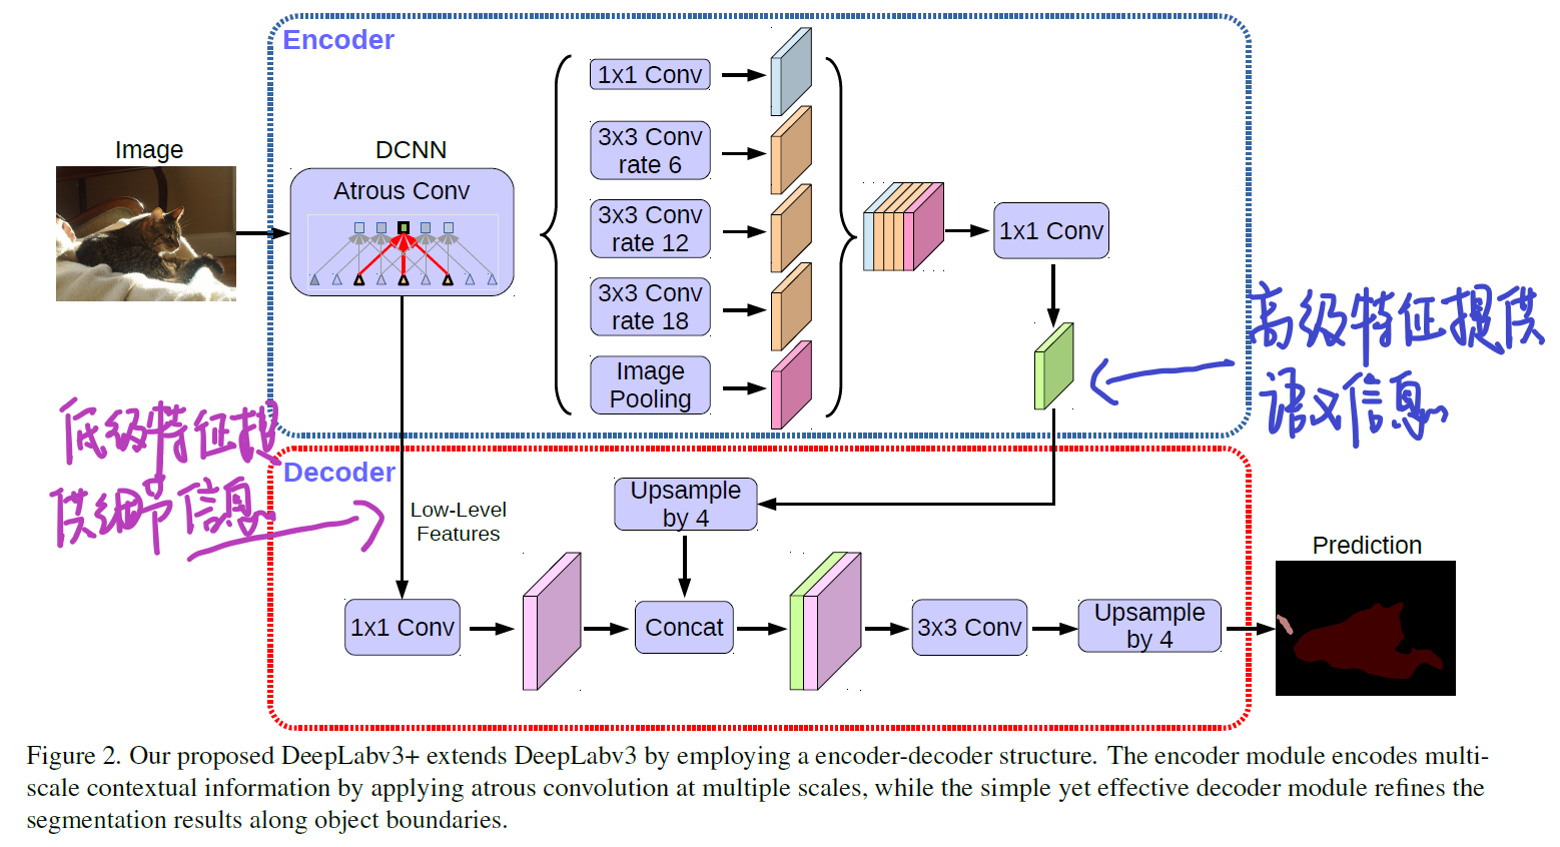 Encoder
Image
DCNN
Atrous Conv
1x1 Conv
3x3 Conv
rate 6
3x3 Conv
rate 12
3x3 Conv
rate 18
Image
Pooling
1x1 Conv
高级特征提供
语义信息
低级特征提
供细节信息
Decoder
Low-Level
Features
Upsample
by 4
1x1 Conv
Concat
3x3 Conv
Upsample
by 4
Prediction
Figure 2. Our proposed DeepLabv3+ extends DeepLabv3 by employing a encoder-decoder structure. The encoder module encodes multi-
scale contextual information by applying atrous convolution at multiple scales, while the simple yet effective decoder module refines the
segmentation results along object boundaries.